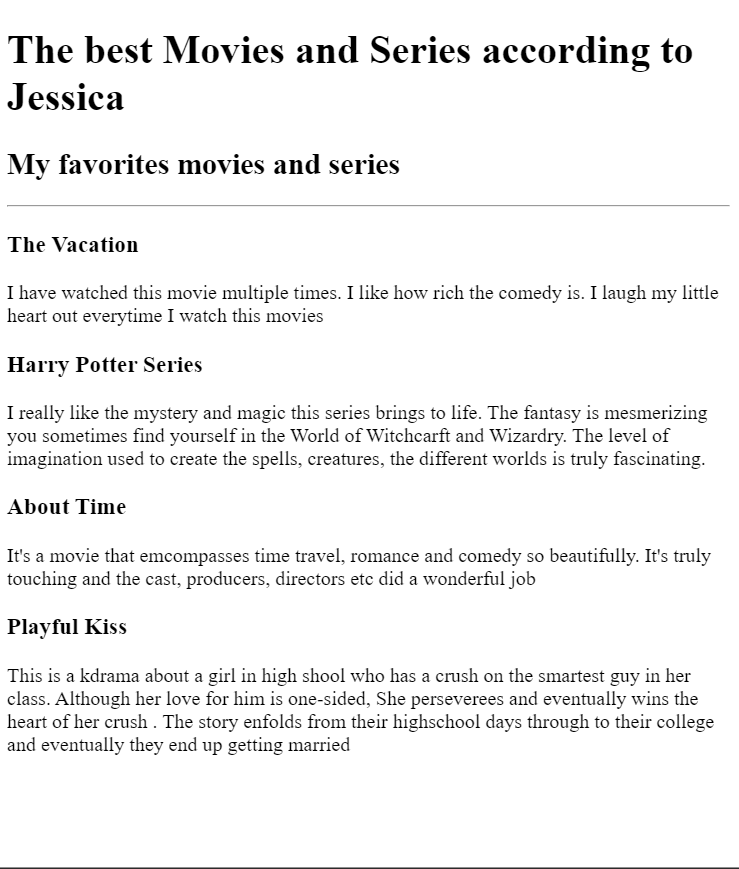 The best Movies and Series according to
Jessica
My favorites movies and series
The Vacation
I have watched this movie multiple times. I like how rich the comedy is. I laugh my little
heart out everytime I watch this movies
Harry Potter Series
I really like the mystery and magic this series brings to life. The fantasy is mesmerizing
you sometimes find yourself in the World of Witchcarft and Wizardry. The level of
imagination used to create the spells, creatures, the different worlds is truly fascinating.
About Time
It's a movie that emcompasses time travel, romance and comedy so beautifully. It's truly
touching and the cast, producers, directors etc did a wonderful job
Playful Kiss
This is a kdrama about a girl in high shool who has a crush on the smartest guy in her
class. Although her love for him is one-sided, She perseverees and eventually wins the
heart of her crush . The story enfolds from their highschool days through to their college
and eventually they end up getting married